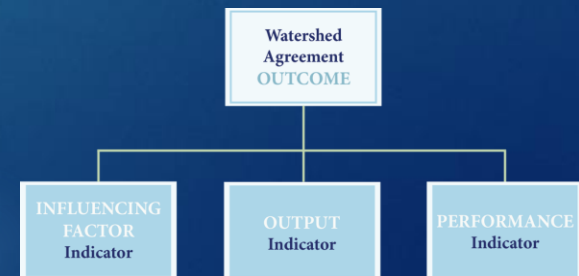 Watershed
Agreement
OUTCOME
INFLUENCING
FACTOR
Indicator
OUTPUT
Indicator
PERFORMANCE
Indicator